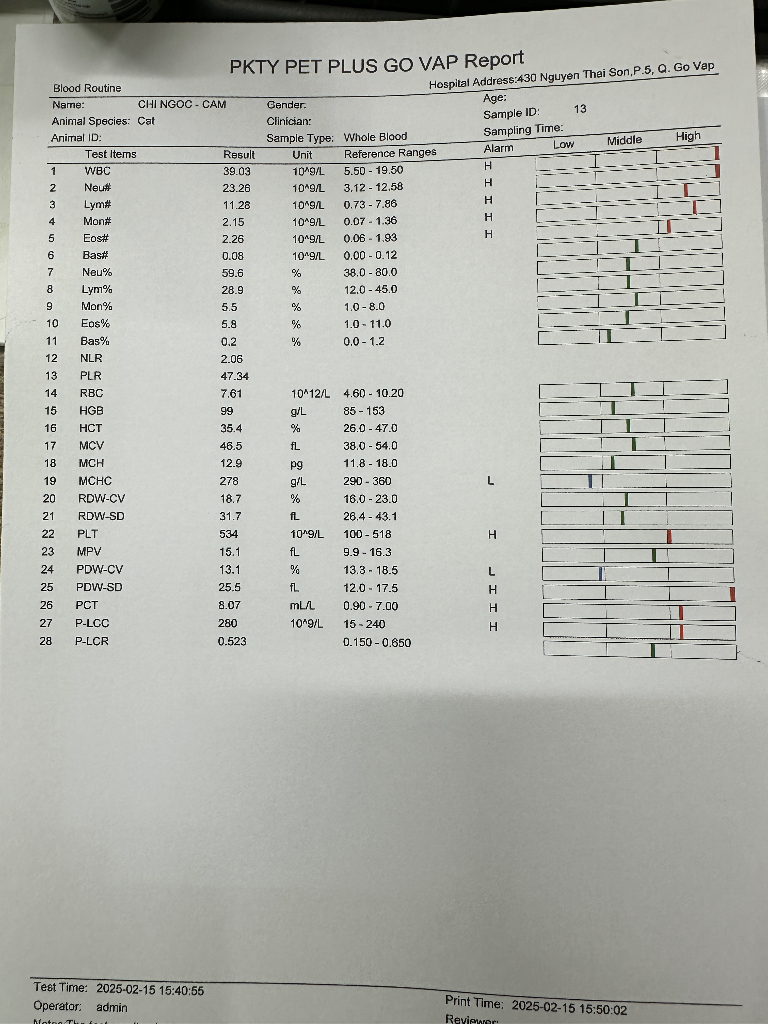 PKTY PET PLUS GO VAP Report
Blood Routine Hospital Address:430 Nguyen Thai Son,P.5, Q. Go Vap
Name: CHI NGOC - CAM Gender: Age:
Animal Species: Cat Clinician: Sample ID: 13
Animal ID: Sample Type: Whole Blood Sampling Time:
Test Items Result Unit Reference Ranges Alarm Low Middle High
1 WBC 39.03 10^9/L 5.50 - 19.50 H
2 Neu# 23.26 10^9/L 3.12 - 12.58 H
3 Lym# 11.28 10^9/L 0.73 - 7.86 H
4 Mon# 2.15 10^9/L 0.07 - 1.36 H
5 Eos# 2.26 10^9/L 0.06 - 1.93 H
6 Bas# 0.08 10^9/L 0.00 - 0.12
7 Neu% 59.6 % 38.0 - 80.0
8 Lym% 28.9 % 12.0 - 45.0
9 Mon% 5.5 % 1.0 - 8.0
10 Eos% 5.8 % 1.0 - 11.0
11 Bas% 0.2 % 0.0 - 1.2
12 NLR 2.06
13 PLR 47.34
14 RBC 7.61 10^12/L 4.60 - 10.20
15 HGB 99 g/L 85 - 153
16 HCT 35.4 % 26.0 - 47.0
17 MCV 46.5 fL 38.0 - 54.0
18 MCH 12.9 pg 11.8 - 18.0
19 MCHC 278 g/L 290 - 360 L
20 RDW-CV 18.7 % 16.0 - 23.0
21 RDW-SD 31.7 fL 26.4 - 43.1
22 PLT 534 10^9/L 100 - 518 H
23 MPV 15.1 fL 9.9 - 16.3
24 PDW-CV 13.1 % 13.3 - 18.5 L
25 PDW-SD 25.5 fL 12.0 - 17.5 H
26 PCT 8.07 mL/L 0.90 - 7.00 H
27 P-LCC 280 10^9/L 15 - 240 H
28 P-LCR 0.523 0.150 - 0.650
Test Time: 2025-02-15 15:40:55 Print Time: 2025-02-15 15:50:02
Operator: admin Reviewer: